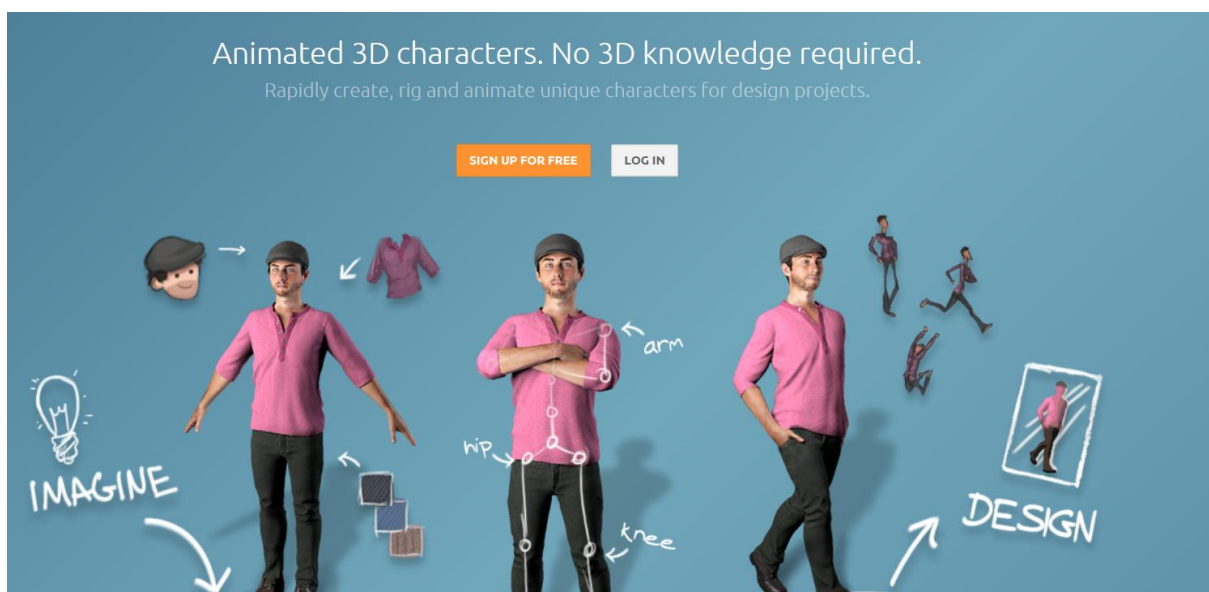 Animated 3D characters. No 3D knowledge required.
Rapidly create, rig and animate unique characters for design projects.
SIGN UP FOR FREE
LOG IN
arm
hip
IMAGINE
knee
DESIGN